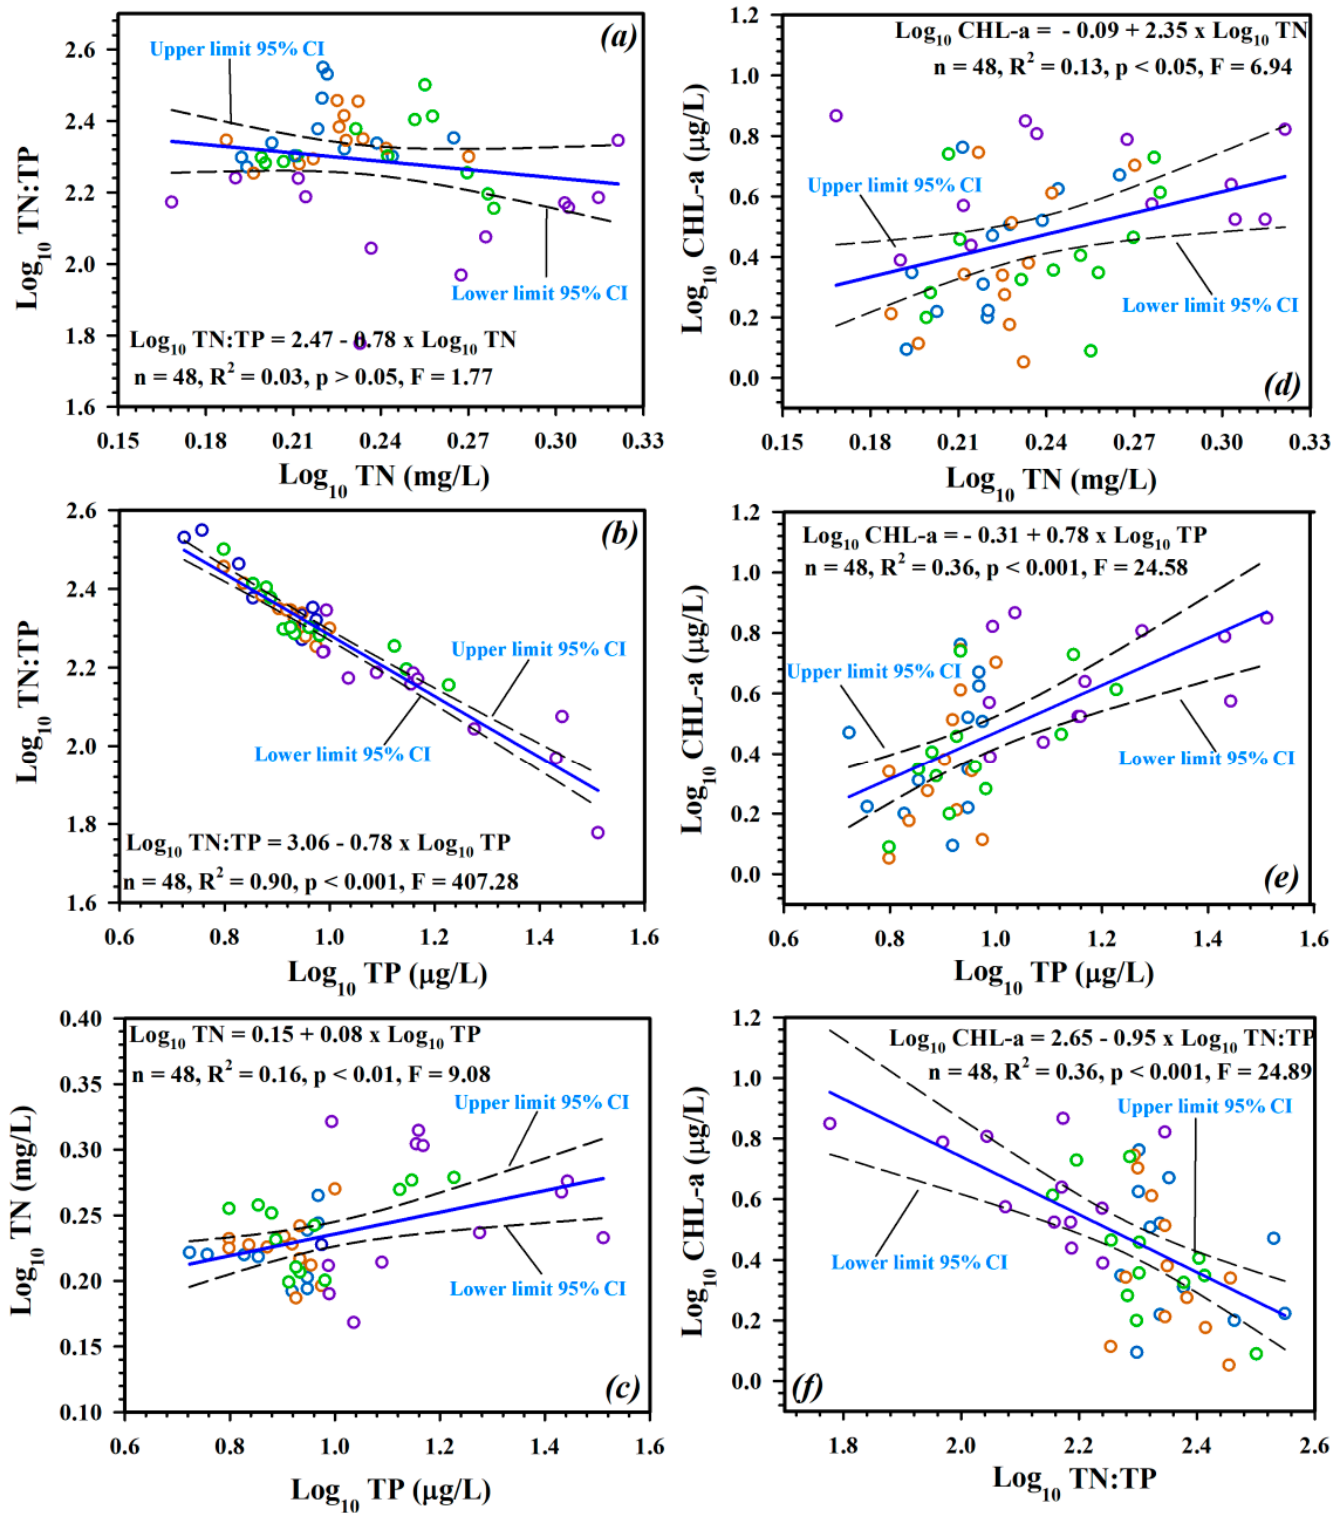 (a)
Upper limit 95% CI
Lower limit 95% CI
Log10 TN:TP = 2.47 - 0.78 x Log10 TN
n = 48, R2 = 0.03, p > 0.05, F = 1.77
Log10 TN:TP
2.6
2.4
2.2
2.0
1.8
1.6
0.15 0.18 0.21 0.24 0.27 0.30 0.33
Log10 TN (mg/L)
Log10 CHL-a = - 0.09 + 2.35 x Log10 TN
n = 48, R2 = 0.13, p < 0.05, F = 6.94
Upper limit 95% CI
Lower limit 95% CI
(d)
Log10 CHL-a (µg/L)
1.2
1.0
0.8
0.6
0.4
0.2
0.0
0.15 0.18 0.21 0.24 0.27 0.30 0.33
Log10 TN (mg/L)
(b)
Upper limit 95% CI
Lower limit 95% CI
Log10 TN:TP = 3.06 - 0.78 x Log10 TP
n = 48, R2 = 0.90, p < 0.001, F = 407.28
Log10 TN:TP
2.6
2.4
2.2
2.0
1.8
1.6
0.6 0.8 1.0 1.2 1.4 1.6
Log10 TP (µg/L)
Log10 CHL-a = - 0.31 + 0.78 x Log10 TP
n = 48, R2 = 0.36, p < 0.001, F = 24.58
Upper limit 95% CI
Lower limit 95% CI
(e)
Log10 CHL-a (µg/L)
1.2
1.0
0.8
0.6
0.4
0.2
0.0
0.6 0.8 1.0 1.2 1.4 1.6
Log10 TP (µg/L)
Log10 TN = 0.15 + 0.08 x Log10 TP
n = 48, R2 = 0.16, p < 0.01, F = 9.08
Upper limit 95% CI
Lower limit 95% CI
(c)
Log10 TN (mg/L)
0.40
0.35
0.30
0.25
0.20
0.15
0.10
0.6 0.8 1.0 1.2 1.4 1.6
Log10 TP (µg/L)
Log10 CHL-a = 2.65 - 0.95 x Log10 TN:TP
n = 48, R2 = 0.36, p < 0.001, F = 24.89
Upper limit 95% CI
Lower limit 95% CI
(f)
Log10 CHL-a (µg/L)
1.2
1.0
0.8
0.6
0.4
0.2
0.0
1.8 2.0 2.2 2.4 2.6
Log10 TN:TP